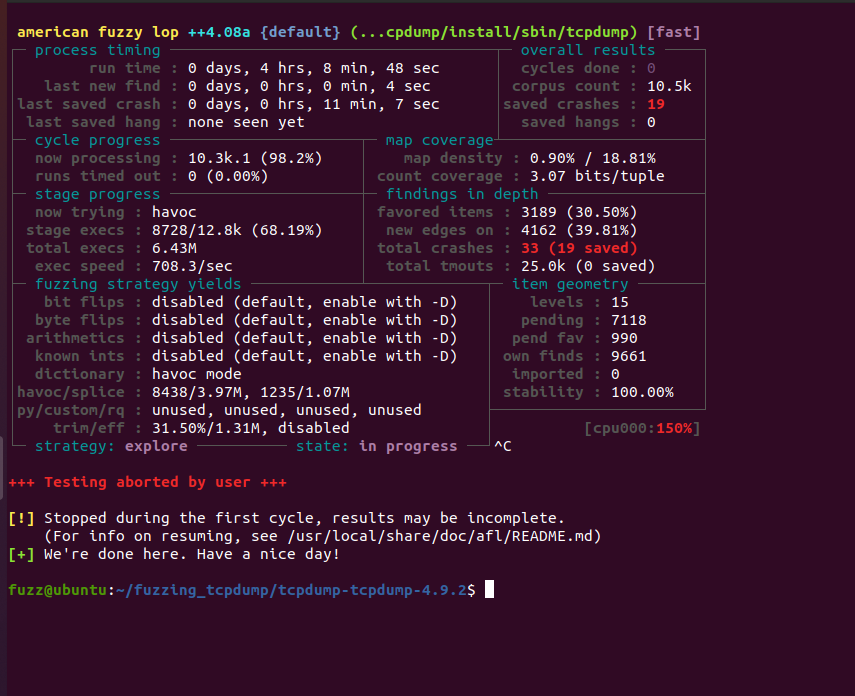 american fuzzy lop ++4.08a {default} (...cpdump/install/sbin/tcpdump) [fast]
process timing
run time : 0 days, 4 hrs, 8 min, 48 sec
last new find : 0 days, 0 hrs, 0 min, 4 sec
last saved crash : 0 days, 0 hrs, 11 min, 7 sec
last saved hang : none seen yet
overall results
cycles done : 0
corpus count : 10.5k
saved crashes : 19
saved hangs : 0
cycle progress
now processing : 10.3k.1 (98.2%)
runs timed out : 0 (0.00%)
map coverage
map density : 0.90% / 18.81%
count coverage : 3.07 bits/tuple
stage progress
now trying : havoc
stage execs : 8728/12.8k (68.19%)
total execs : 6.43M
exec speed : 708.3/sec
findings in depth
favored items : 3189 (30.50%)
new edges on : 4162 (39.81%)
total crashes : 33 (19 saved)
total tmouts : 25.0k (0 saved)
fuzzing strategy yields
bit flips : disabled (default, enable with -D)
byte flips : disabled (default, enable with -D)
arithmetics : disabled (default, enable with -D)
known ints : disabled (default, enable with -D)
dictionary : havoc mode
havoc/splice : 8438/3.97M, 1235/1.07M
py/custom/rq : unused, unused, unused, unused
trim/eff : 31.50%/1.31M, disabled
item geometry
levels : 15
pending : 7118
pend fav : 990
own finds : 9661
imported : 0
stability : 100.00%
[cpu000:150%]
strategy: explore state: in progress ^C
+++ Testing aborted by user +++
[!] Stopped during the first cycle, results may be incomplete.
(For info on resuming, see /usr/local/share/doc/afl/README.md)
[+] We're done here. Have a nice day!
fuzz@ubuntu:~/fuzzing_tcpdump/tcpdump-tcpdump-4.9.2$